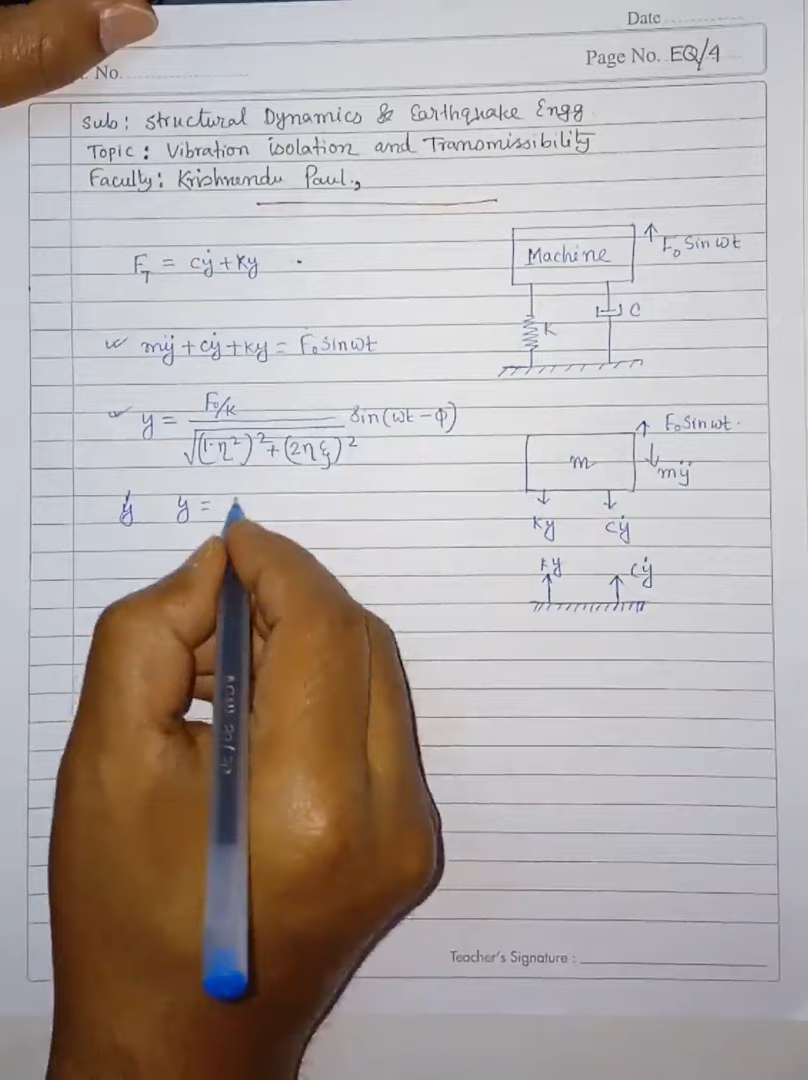 Date
No.
Page No. EQ/4
Sub: Structural Dynamics & Earthquake Engg
Topic: Vibration isolation and Transmissibility
Faculty: Krishnendu Paul.,
F_T = cẏ + Ky
Machine
F₀ Sin ωt
K
C
mÿ + cẏ + ky = F₀ sin ωt
y = F₀/K / √((1-η²)² + (2ηξ)²) Sin(ωt - φ)
F₀ Sin ωt.
m
mÿ
Ky
Cẏ
y =
Ky
Cẏ
Teacher's Signature :